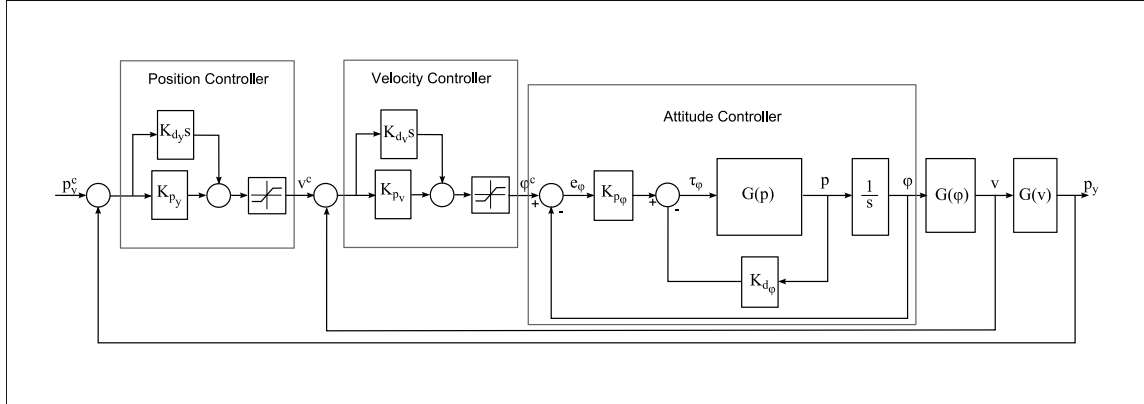 Position Controller
Velocity Controller
Attitude Controller
K_{d_y}s
K_{d_v}s
p_y^c
K_{p_y}
v^c
K_{p_v}
φ^c
+
-
e_φ
K_{p_φ}
+
-
τ_φ
G(p)
p
1
s
φ
G(φ)
v
G(v)
p_y
K_{d_φ}